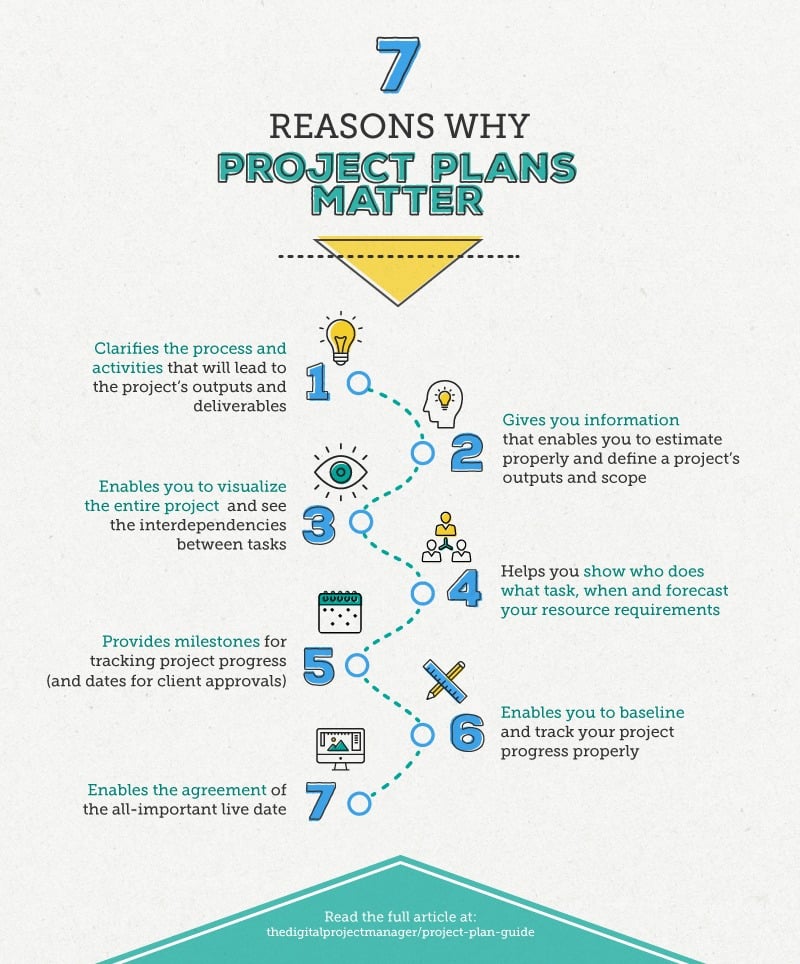 7
REASONS WHY
PROJECT PLANS
MATTER
Clarifies the process and
activities that will lead to
the project's outputs and
deliverables
1
2
Gives you information
that enables you to estimate
properly and define a project's
outputs and scope
Enables you to visualize
the entire project and see
the interdependencies
between tasks
3
4
Helps you show who does
what task, when and forecast
your resource requirements
Provides milestones for
tracking project progress
(and dates for client approvals)
5
6
Enables you to baseline
and track your project
progress properly
Enables the agreement of
the all-important live date
7
Read the full article at:
thedigitalprojectmanager/project-plan-guide